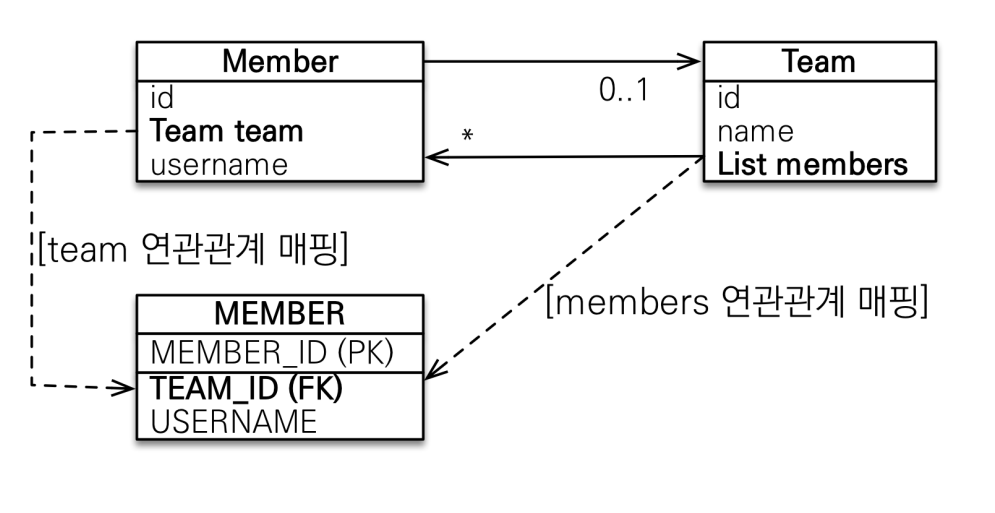 Member
id
Team team
username
0..1
*
Team
id
name
List members
[team 연관관계 매핑]
[members 연관관계 매핑]
MEMBER
MEMBER_ID (PK)
TEAM_ID (FK)
USERNAME